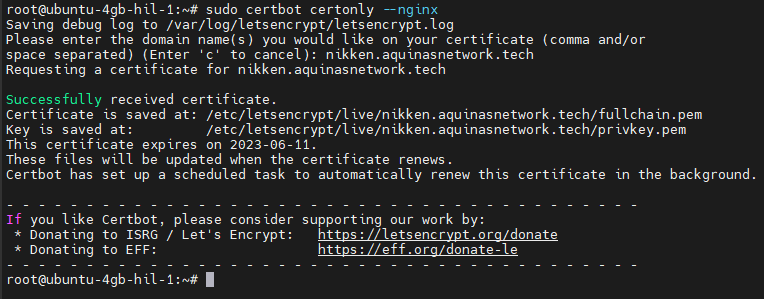 root@ubuntu-4gb-hil-1:~# sudo certbot certonly --nginx
Saving debug log to /var/log/letsencrypt/letsencrypt.log
Please enter the domain name(s) you would like on your certificate (comma and/or
space separated) (Enter 'c' to cancel): nikken.aquinasnetwork.tech
Requesting a certificate for nikken.aquinasnetwork.tech

Successfully received certificate.
Certificate is saved at: /etc/letsencrypt/live/nikken.aquinasnetwork.tech/fullchain.pem
Key is saved at:         /etc/letsencrypt/live/nikken.aquinasnetwork.tech/privkey.pem
This certificate expires on 2023-06-11.
These files will be updated when the certificate renews.
Certbot has set up a scheduled task to automatically renew this certificate in the background.

- - - - - - - - - - - - - - - - - - - - - - - - - - - - - - - - - - - - - - - -
If you like Certbot, please consider supporting our work by:
 * Donating to ISRG / Let's Encrypt:   https://letsencrypt.org/donate
 * Donating to EFF:                    https://eff.org/donate-le
- - - - - - - - - - - - - - - - - - - - - - - - - - - - - - - - - - - - - - - -
root@ubuntu-4gb-hil-1:~#